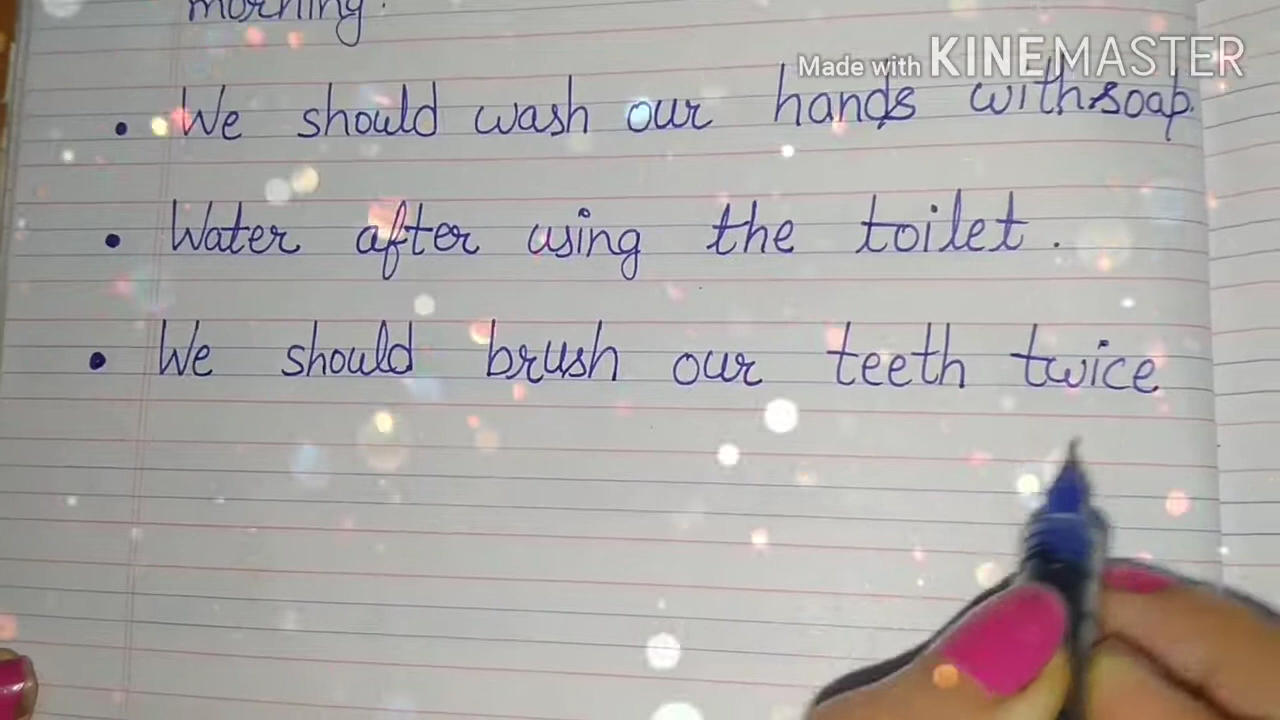 morning.
Made with KINEMASTER
• We should wash our hands with soap.
• Water after using the toilet.
• We should brush our teeth twice